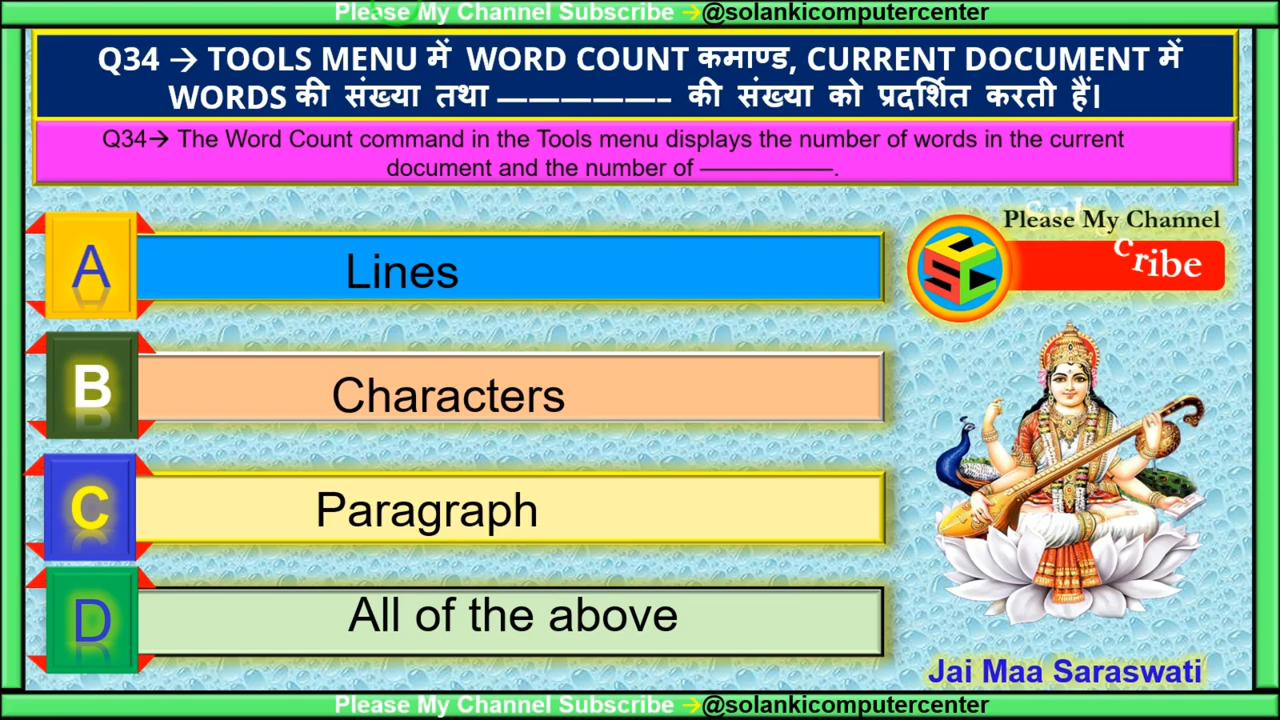 Please My Channel Subscribe →@solankicomputercenter
Q34 → TOOLS MENU में WORD COUNT कमाण्ड, CURRENT DOCUMENT में
WORDS की संख्या तथा —————– की संख्या को प्रदर्शित करती हैं।
Q34→ The Word Count command in the Tools menu displays the number of words in the current
document and the number of ——————.
A
Lines
B
Characters
C
Paragraph
D
All of the above
Please My Channel
cribe
CSC
Jai Maa Saraswati
Please My Channel Subscribe →@solankicomputercenter